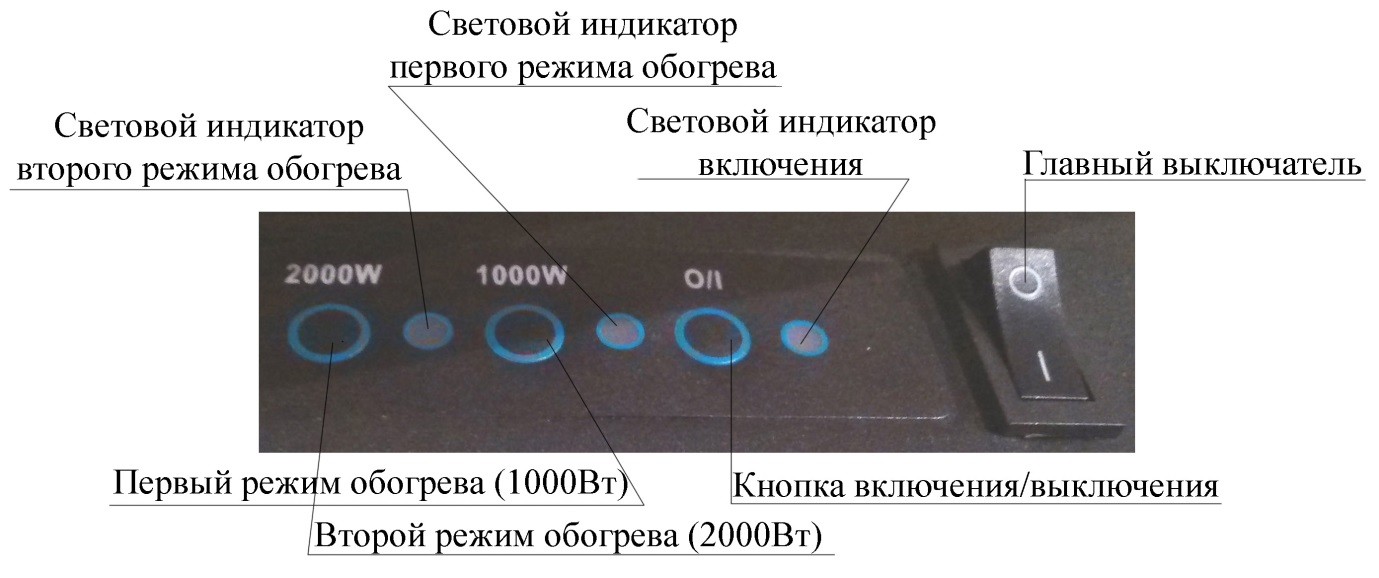 Световой индикатор
первого режима обогрева
Световой индикатор
второго режима обогрева
Световой индикатор
включения
Главный выключатель
2000W 1000W O/I
O
I
Первый режим обогрева (1000Вт)
Кнопка включения/выключения
Второй режим обогрева (2000Вт)